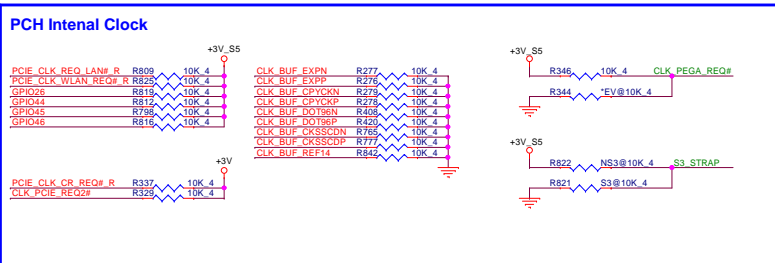 PCH Intenal Clock
+3V_S5
PCIE_CLK_REQ_LAN#_R R809 10K_4
PCIE_CLK_WLAN_REQ#_R R825 10K_4
GPIO26 R819 10K_4
GPIO44 R812 10K_4
GPIO45 R798 10K_4
GPIO46 R816 10K_4
+3V
PCIE_CLK_CR_REQ#_R R337 10K_4
CLK_PCIE_REQ2# R329 10K_4
CLK_BUF_EXPN R277 10K_4
CLK_BUF_EXPP R276 10K_4
CLK_BUF_CPYCKN R279 10K_4
CLK_BUF_CPYCKP R278 10K_4
CLK_BUF_DOT96N R408 10K_4
CLK_BUF_DOT96P R420 10K_4
CLK_BUF_CKSSCDN R765 10K_4
CLK_BUF_CKSSCDP R777 10K_4
CLK_BUF_REF14 R842 10K_4
+3V_S5
R346 10K_4 CLK_PEGA_REQ#
R344 *EV@10K_4
+3V_S5
R822 NS3@10K_4 S3_STRAP
R821 S3@10K_4